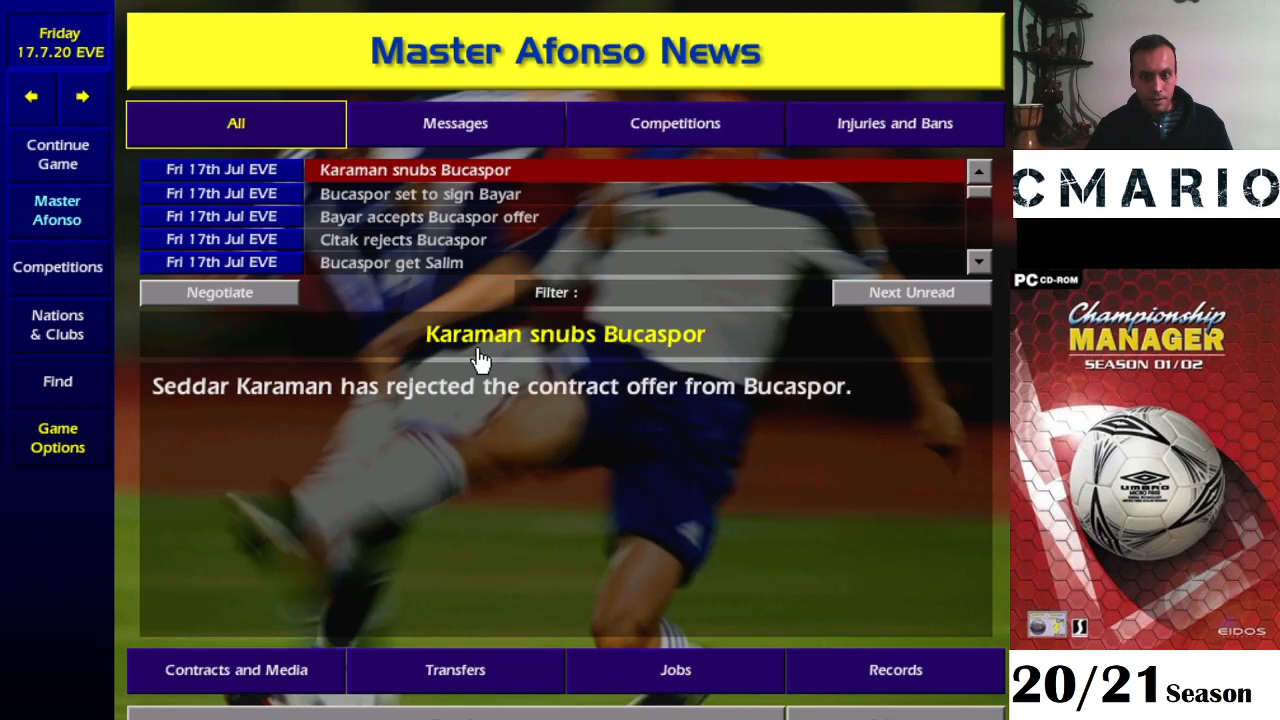 Friday
17.7.20 EVE
Master Afonso News
All
Messages
Competitions
Injuries and Bans
Continue
Game
Master
Afonso
Competitions
Nations
& Clubs
Find
Game
Options
Fri 17th Jul EVE Karaman snubs Bucaspor
Fri 17th Jul EVE Bucaspor set to sign Bayar
Fri 17th Jul EVE Bayar accepts Bucaspor offer
Fri 17th Jul EVE Citak rejects Bucaspor
Fri 17th Jul EVE Bucaspor get Salim
Negotiate
Filter :
Next Unread
Karaman snubs Bucaspor
Seddar Karaman has rejected the contract offer from Bucaspor.
Contracts and Media
Transfers
Jobs
Records
CMARIO
PC CD-ROM
Championship
MANAGER
SEASON 01/02
UMBRO
EIDOS
20/21 Season